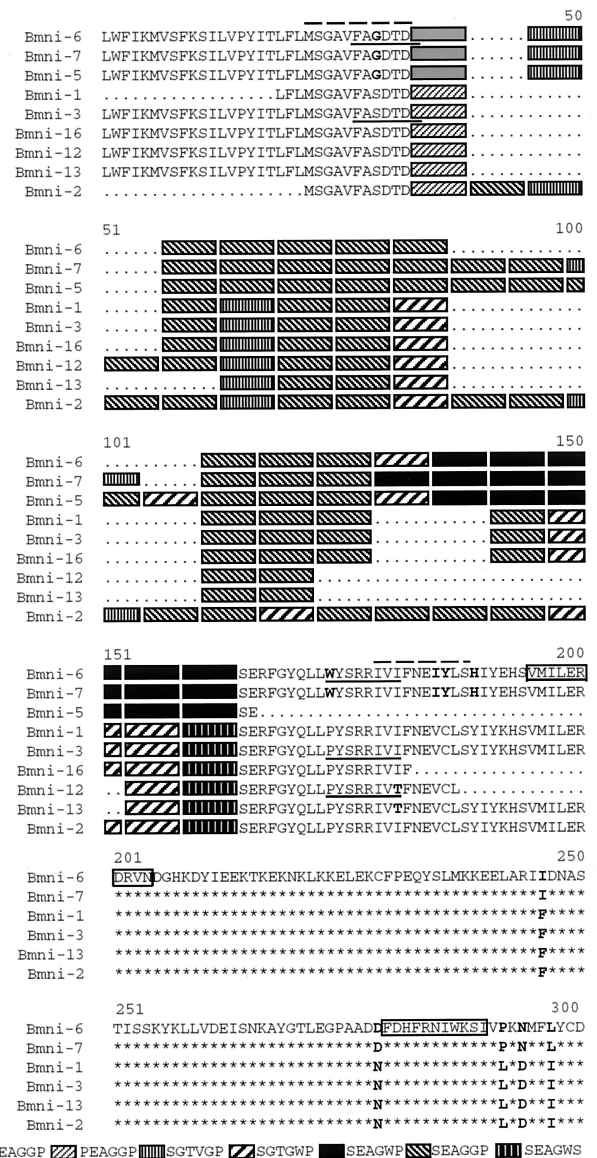 50
Bmni-6 LWFIKMVSFKSILVPYITLFLMSGAVFAGDTD ......
Bmni-7 LWFIKMVSFKSILVPYITLFLMSGAVFAGDTD ......
Bmni-5 LWFIKMVSFKSILVPYITLFLMSGAVFAGDTD ......
Bmni-1 ..................LFLMSGAVFASDTD ............
Bmni-3 LWFIKMVSFKSILVPYITLFLMSGAVFASDTD ............
Bmni-16 LWFIKMVSFKSILVPYITLFLMSGAVFASDTD ............
Bmni-12 LWFIKMVSFKSILVPYITLFLMSGAVFASDTD ............
Bmni-13 LWFIKMVSFKSILVPYITLFLMSGAVFASDTD ............
Bmni-2 .....................MSGAVFASDTD
51 100
Bmni-6 ...... ..............
Bmni-7 ......
Bmni-5 ......
Bmni-1 ...... ..............
Bmni-3 ...... ..............
Bmni-16 ...... ..............
Bmni-12 ..............
Bmni-13 ............ ..............
Bmni-2
101 150
Bmni-6 ..........
Bmni-7 ......
Bmni-5
Bmni-1 .......... ............
Bmni-3 .......... ............
Bmni-16 .......... ............
Bmni-12 .......... ............................
Bmni-13 .......... ............................
Bmni-2
151 200
Bmni-6 SERFGYQLLWYSRRIVIFNEIYLSHIYEHSVMILER
Bmni-7 SERFGYQLLWYSRRIVIFNEIYLSHIYEHSVMILER
Bmni-5 SE..................................
Bmni-1 SERFGYQLLPYSRRIVIFNEVCLSYIYKHSVMILER
Bmni-3 SERFGYQLLPYSRRIVIFNEVCLSYIYKHSVMILER
Bmni-16 SERFGYQLLPYSRRIVIF..................
Bmni-12 .. SERFGYQLLPYSRRIVTFNEVCL.............
Bmni-13 .. SERFGYQLLPYSRRIVTFNEVCLSYIYKHSVMILER
Bmni-2 SERFGYQLLPYSRRIVIFNEVCLSYIYKHSVMILER
201 250
Bmni-6 DRVNDGHKDYIEEKTKEKNKLKKELEKCFPEQYSLMKKEELARIIDNAS
Bmni-7 *********************************************I****
Bmni-1 *********************************************F****
Bmni-3 *********************************************F****
Bmni-13 *********************************************F****
Bmni-2 *********************************************F****
251 300
Bmni-6 TISSKYKLLVDEISNKAYGTLEGPAADDFDHFRNIWKSIVPKNMFLYCD
Bmni-7 ***************************D************P*N**L***
Bmni-1 ***************************N************L*D**I***
Bmni-3 ***************************N************L*D**I***
Bmni-13 ***************************N************L*D**I***
Bmni-2 ***************************N************L*D**I***
EAGGP PEAGGP SGTVGP SGTGWP SEAGWP SEAGGP SEAGWS